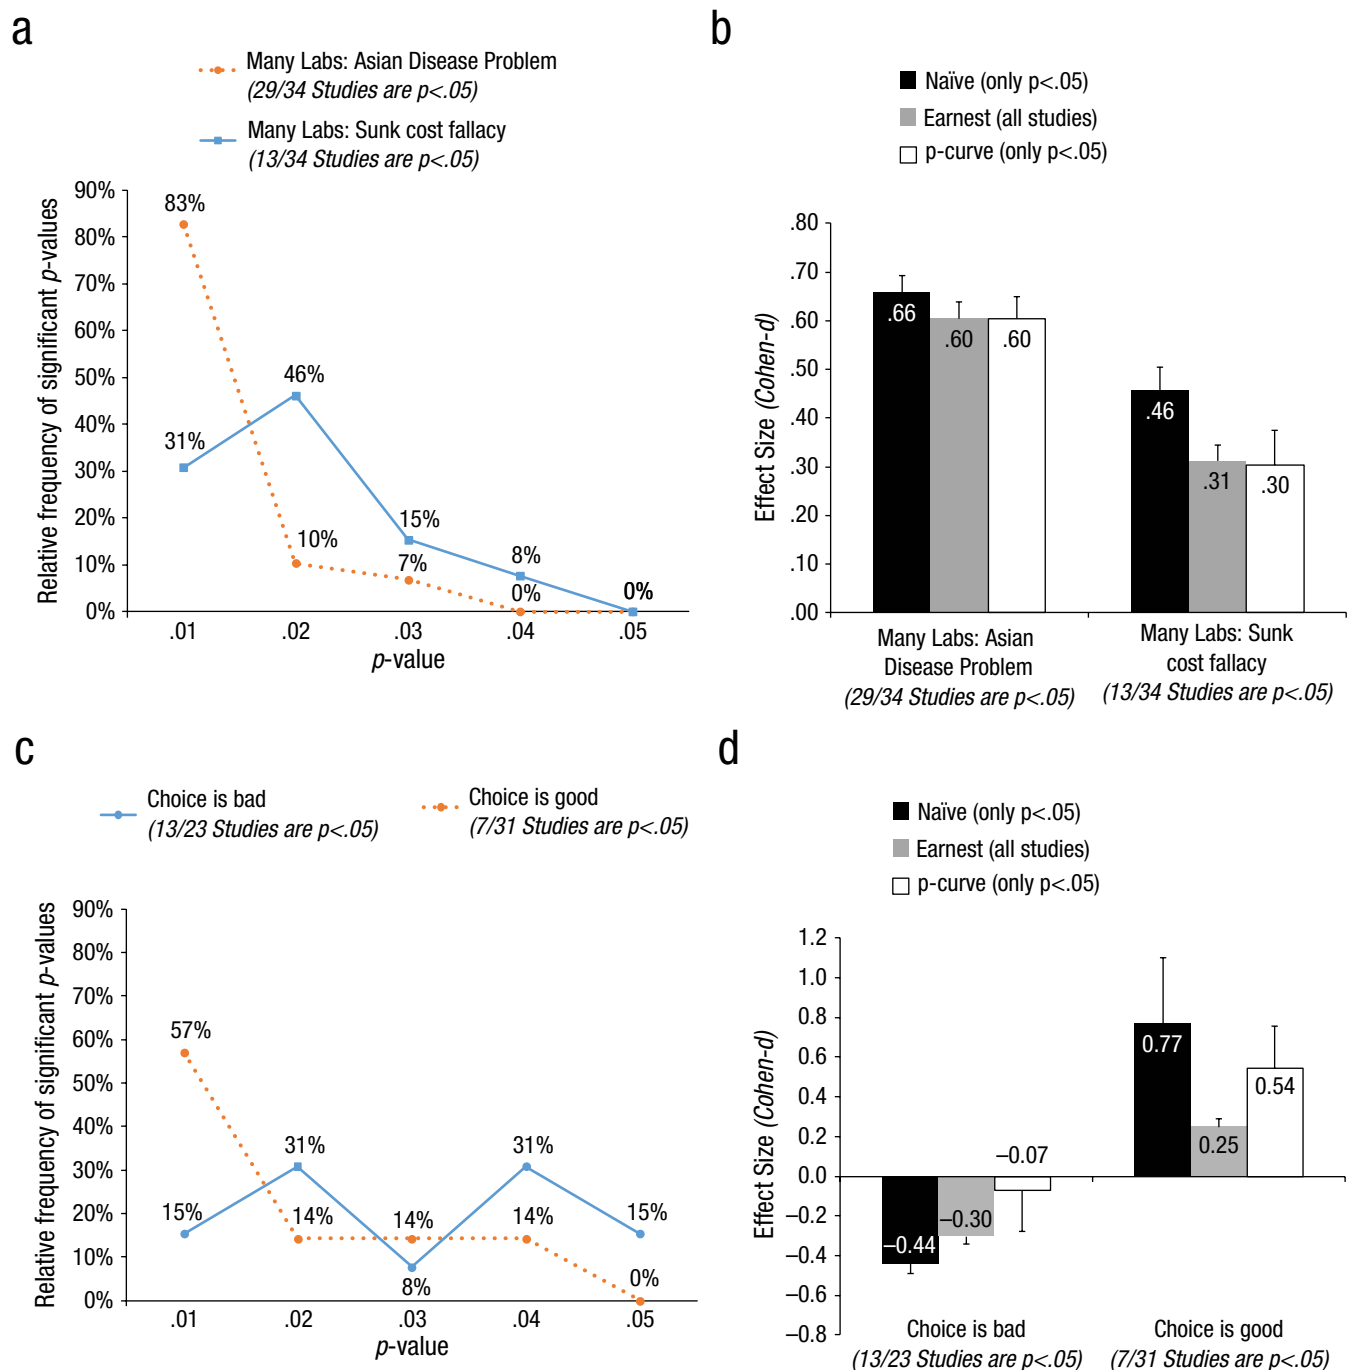 a
Many Labs: Asian Disease Problem
(29/34 Studies are p<.05)
Many Labs: Sunk cost fallacy
(13/34 Studies are p<.05)
Relative frequency of significant p-values
90%
80%
70%
60%
50%
40%
30%
20%
10%
0%
83%
31%
46%
10%
15%
7%
8%
0%
0%
.01
.02
.03
.04
.05
p-value
b
Naïve (only p<.05)
Earnest (all studies)
p-curve (only p<.05)
Effect Size (Cohen-d)
.80
.70
.60
.50
.40
.30
.20
.10
.00
.66
.60
.60
.46
.31
.30
Many Labs: Asian
Disease Problem
(29/34 Studies are p<.05)
Many Labs: Sunk
cost fallacy
(13/34 Studies are p<.05)
c
Choice is bad
(13/23 Studies are p<.05)
Choice is good
(7/31 Studies are p<.05)
Relative frequency of significant p-values
90%
80%
70%
60%
50%
40%
30%
20%
10%
0%
57%
15%
31%
14%
14%
8%
31%
14%
15%
0%
.01
.02
.03
.04
.05
p-value
d
Naïve (only p<.05)
Earnest (all studies)
p-curve (only p<.05)
Effect Size (Cohen-d)
1.2
1.0
0.8
0.6
0.4
0.2
0.0
–0.2
–0.4
–0.6
–0.8
–0.44
–0.30
–0.07
0.77
0.25
0.54
Choice is bad
(13/23 Studies are p<.05)
Choice is good
(7/31 Studies are p<.05)